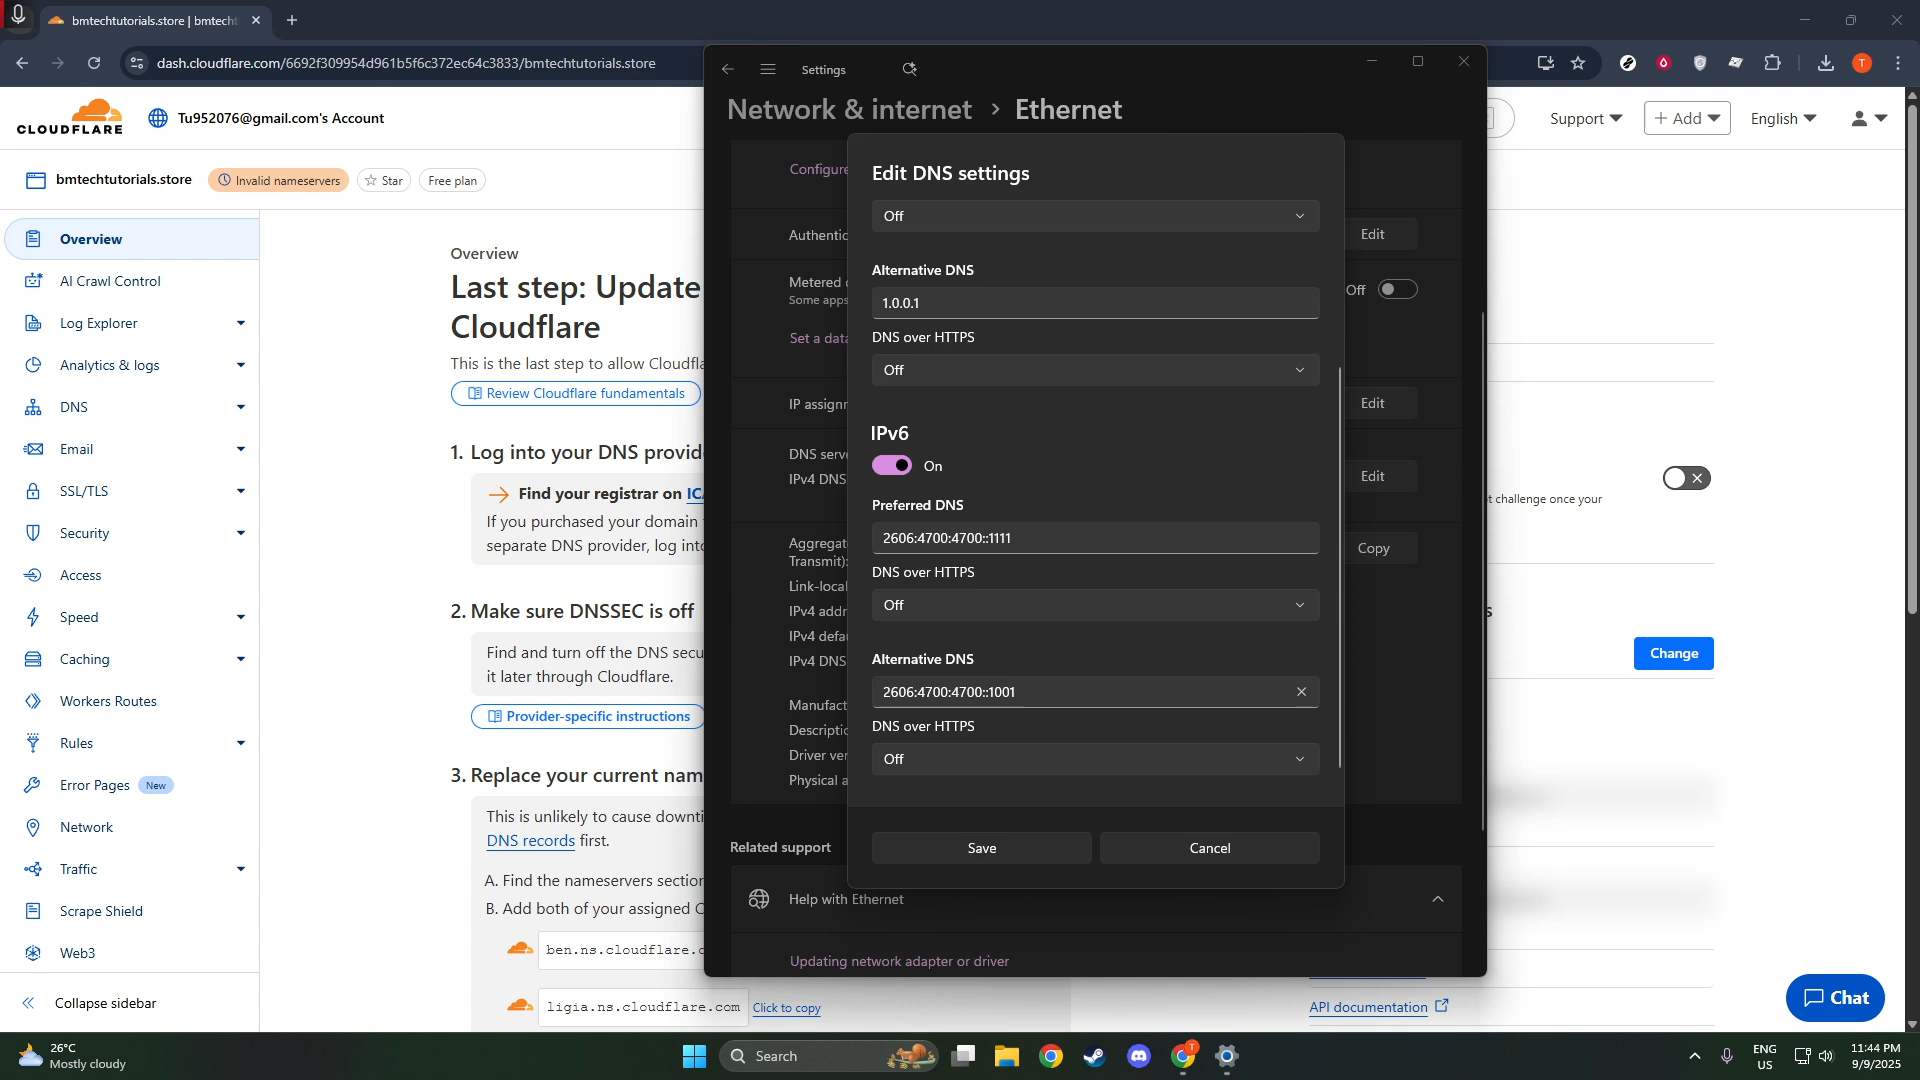 bmtechtutorials.store | bmtech
dash.cloudflare.com/6692f309954d961b5f6c372ec64c3833/bmtechtutorials.store
T
CLOUDFLARE
Tu952076@gmail.com's Account
Support
Add
English
bmtechtutorials.store
Invalid nameservers
Star
Free plan
Overview
AI Crawl Control
Log Explorer
Analytics & logs
DNS
Email
SSL/TLS
Security
Access
Speed
Caching
Workers Routes
Rules
Error Pages New
Network
Traffic
Scrape Shield
Web3
Collapse sidebar
Overview
Last step: Update
Cloudflare
This is the last step to allow Cloudfla
Review Cloudflare fundamentals
1. Log into your DNS provid
Find your registrar on IC
If you purchased your domain
separate DNS provider, log int
2. Make sure DNSSEC is off
Find and turn off the DNS secu
it later through Cloudflare.
Provider-specific instructions
3. Replace your current nam
This is unlikely to cause downti
DNS records first.
A. Find the nameservers section
B. Add both of your assigned C
ben.ns.cloudflare.c
ligia.ns.cloudflare.com
Click to copy
Settings
Network & internet > Ethernet
Configure
Authentic
Edit
Metered c
Some apps
Off
Set a data
IP assignm
Edit
DNS serve
IPv4 DNS
Edit
Aggregat
Transmit):
Copy
Link-local
IPv4 addr
IPv4 defau
IPv4 DNS
Manufact
Descriptio
Driver ver
Physical a
Related support
Help with Ethernet
Updating network adapter or driver
Edit DNS settings
Off
Alternative DNS
1.0.0.1
DNS over HTTPS
Off
IPv6
On
Preferred DNS
2606:4700:4700::1111
DNS over HTTPS
Off
Alternative DNS
2606:4700:4700::1001
DNS over HTTPS
Off
Save
Cancel
t challenge once your
s
Change
API documentation
Chat
26°C
Mostly cloudy
Search
T
ENG
US
11:44 PM
9/9/2025